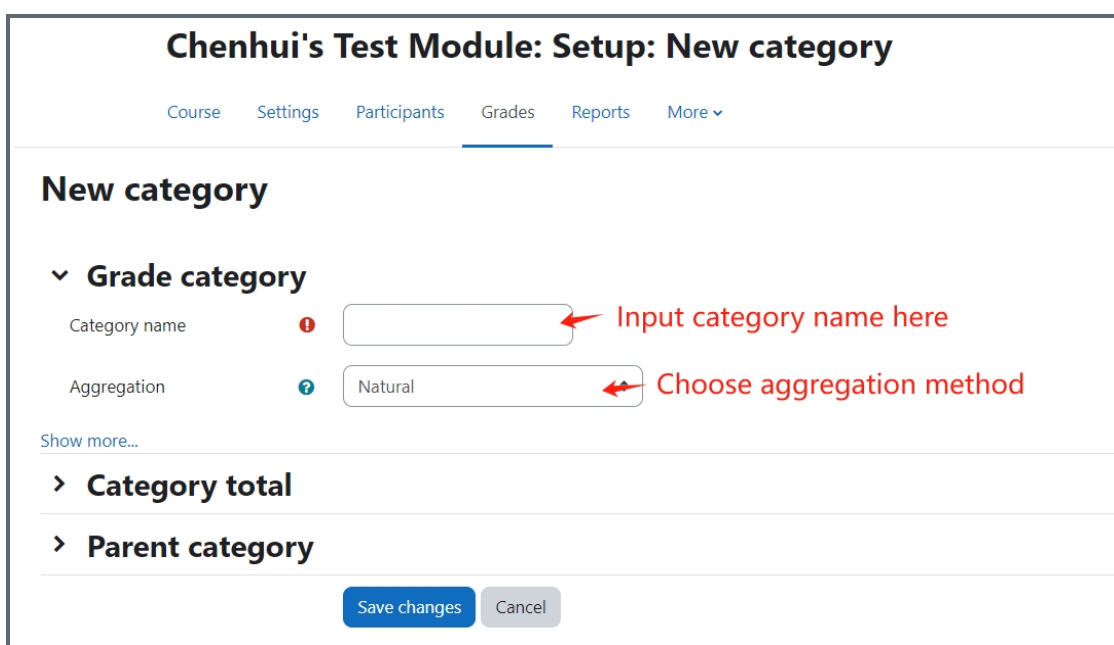 Chenhui's Test Module: Setup: New category
Course Settings Participants Grades Reports More
New category
Grade category
Category name Input category name here
Aggregation Natural Choose aggregation method
Show more...
Category total
Parent category
Save changes Cancel